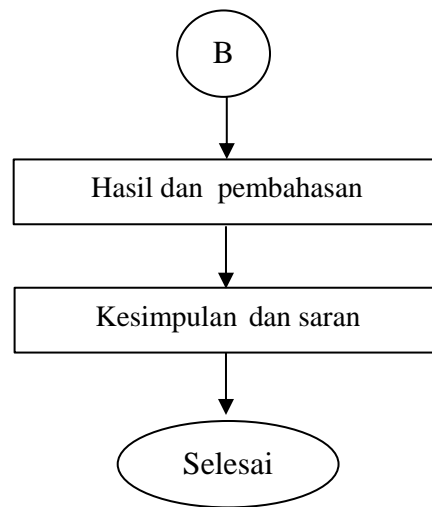 B
Hasil dan pembahasan
Kesimpulan dan saran
Selesai